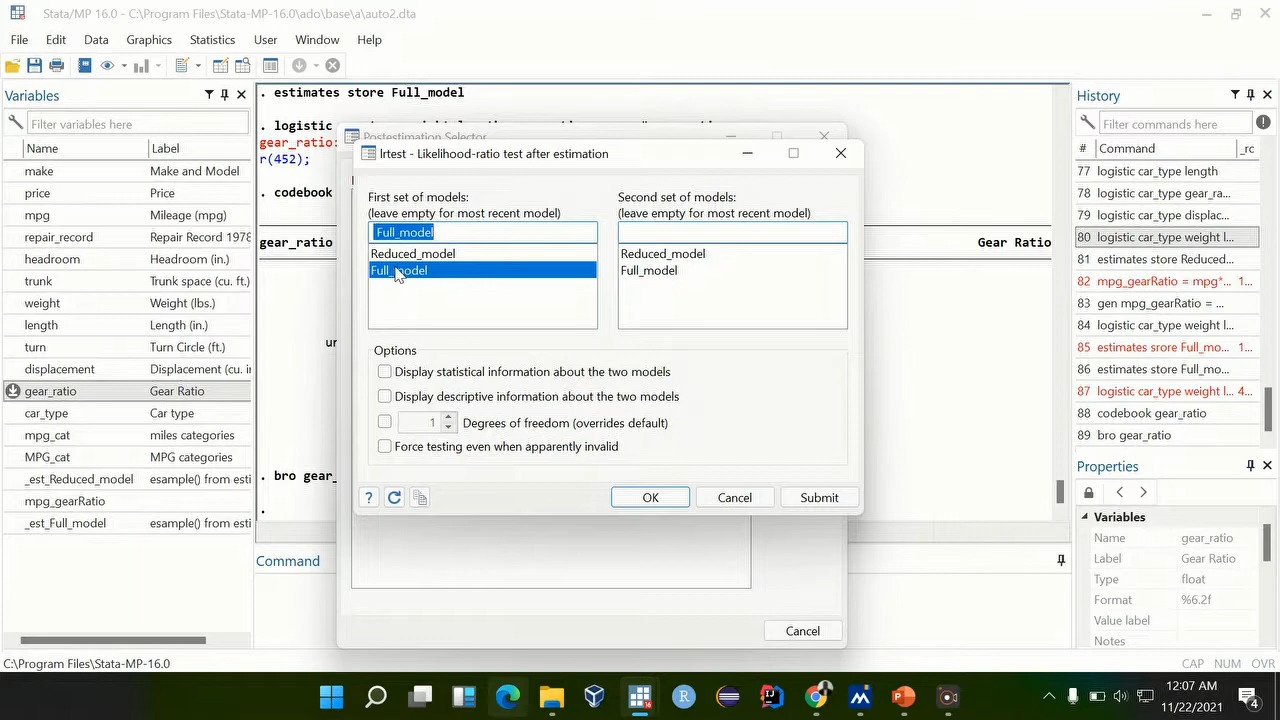 Stata/MP 16.0 - C:\Program Files\Stata-MP-16.0\ado\base\a\auto2.dta
File Edit Data Graphics Statistics User Window Help
Variables
Filter variables here
Name Label
make Make and Model
price Price
mpg Mileage (mpg)
repair_record Repair Record 1978
headroom Headroom (in.)
trunk Trunk space (cu. ft.)
weight Weight (lbs.)
length Length (in.)
turn Turn Circle (ft.)
displacement Displacement (cu. in
gear_ratio Gear Ratio
car_type Car type
mpg_cat miles categories
MPG_cat MPG categories
_est_Reduced_model esample() from esti
mpg_gearRatio
_est_Full_model esample() from esti
. estimates store Full_model
. logistic
gear_ratio:
r(452);
. codebook
gear_ratio Gear Ratio
un
. bro gear_
.
Command
Postestimation Selector
lrtest - Likelihood-ratio test after estimation
First set of models:
(leave empty for most recent model)
Full_model
Reduced_model
Full_model
Second set of models:
(leave empty for most recent model)
Reduced_model
Full_model
Options
Display statistical information about the two models
Display descriptive information about the two models
1 Degrees of freedom (overrides default)
Force testing even when apparently invalid
? OK Cancel Submit
Cancel
History
Filter commands here
# Command _rc
77 logistic car_type length
78 logistic car_type gear_ra...
79 logistic car_type displac...
80 logistic car_type weight l...
81 estimates store Reduced...
82 mpg_gearRatio = mpg*... 1...
83 gen mpg_gearRatio = ...
84 logistic car_type weight l...
85 estimates srore Full_mo... 1...
86 estimates store Full_mo...
87 logistic car_type weight l... 4...
88 codebook gear_ratio
89 bro gear_ratio
Properties
Variables
Name gear_ratio
Label Gear Ratio
Type float
Format %6.2f
Value label
Notes
C:\Program Files\Stata-MP-16.0
CAP NUM OVR
12:07 AM
11/22/2021
4